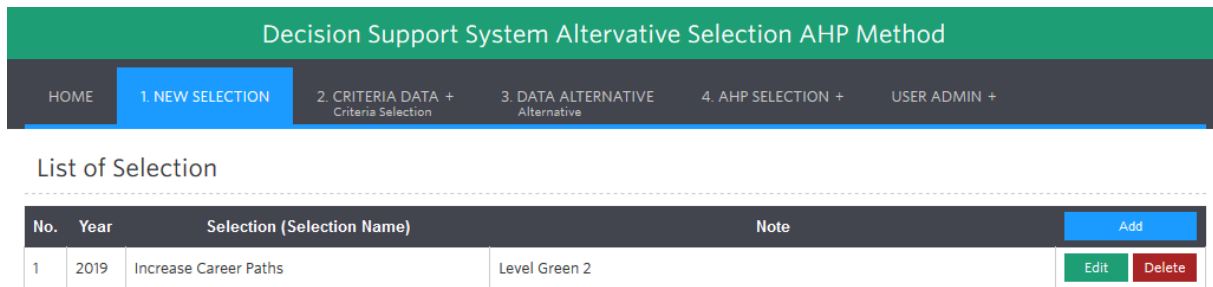 Decision Support System Altervative Selection AHP Method
HOME 1. NEW SELECTION 2. CRITERIA DATA + 3. DATA ALTERNATIVE 4. AHP SELECTION + USER ADMIN +
Criteria Selection Alternative
List of Selection
No. Year Selection (Selection Name) Note Add
1 2019 Increase Career Paths Level Green 2 Edit Delete